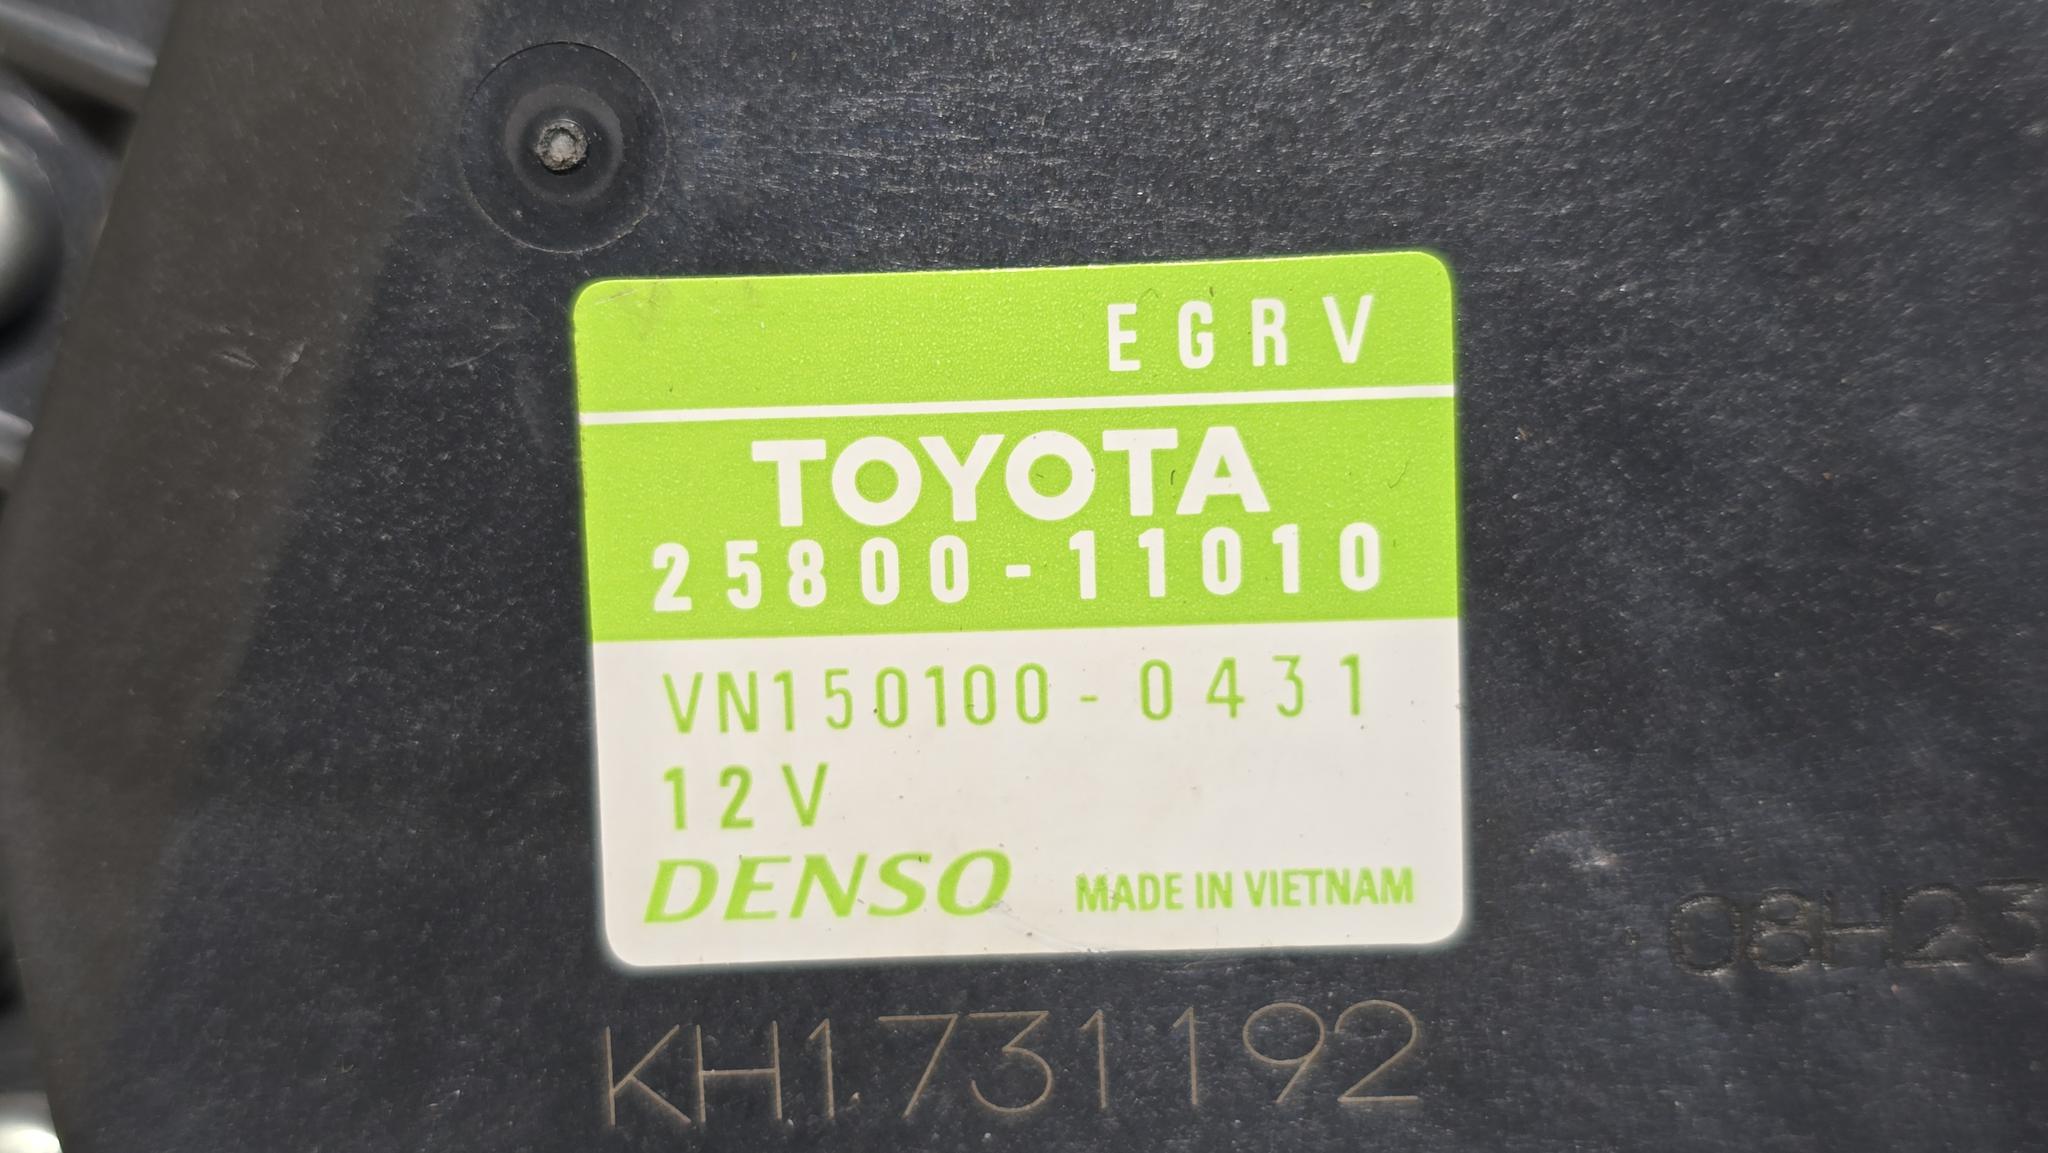 EGRV
TOYOTA
25800-11010
VN150100-0431
12V
DENSO MADE IN VIETNAM
08H23
KH1.731192